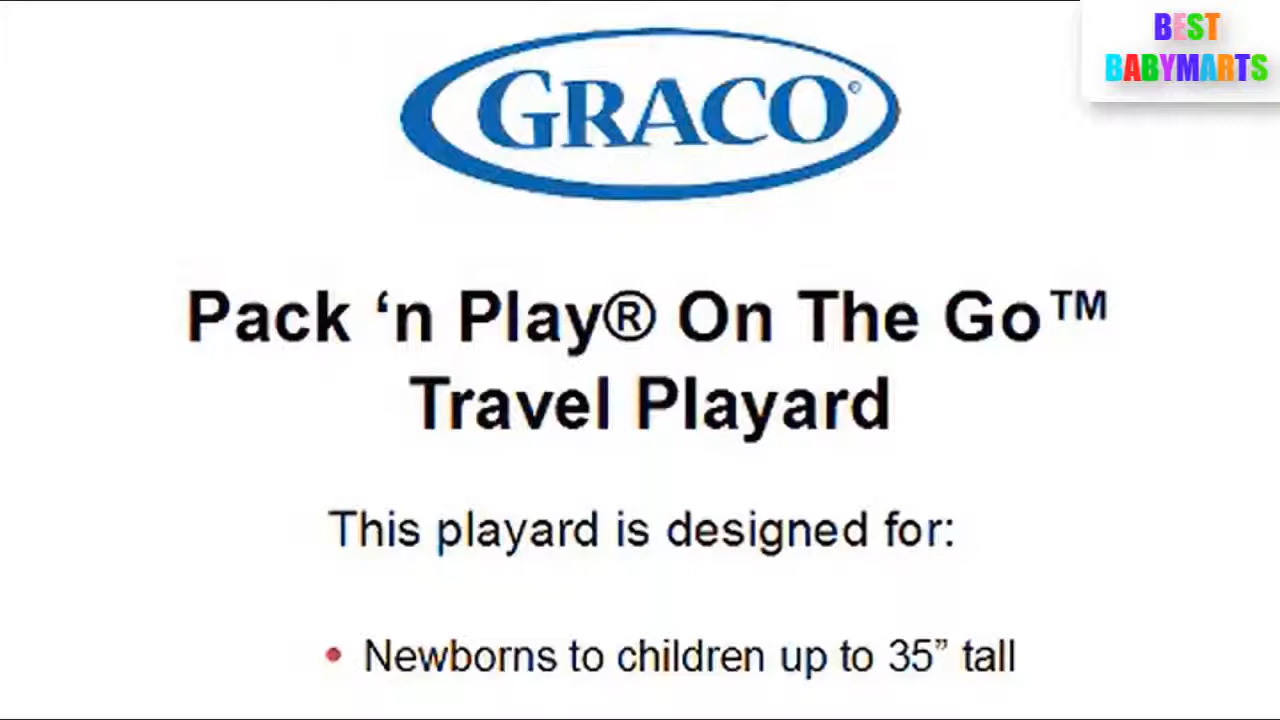 BEST
BABYMARTS
GRACO®
Pack ‘n Play® On The Go™
Travel Playard
This playard is designed for:
• Newborns to children up to 35” tall